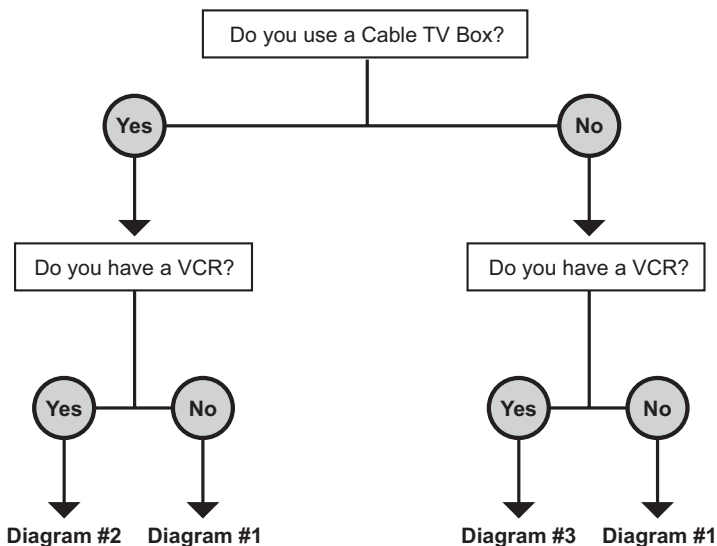 Do you use a Cable TV Box?
Yes
No
Do you have a VCR?
Do you have a VCR?
Yes
No
Yes
No
Diagram #2
Diagram #1
Diagram #3
Diagram #1